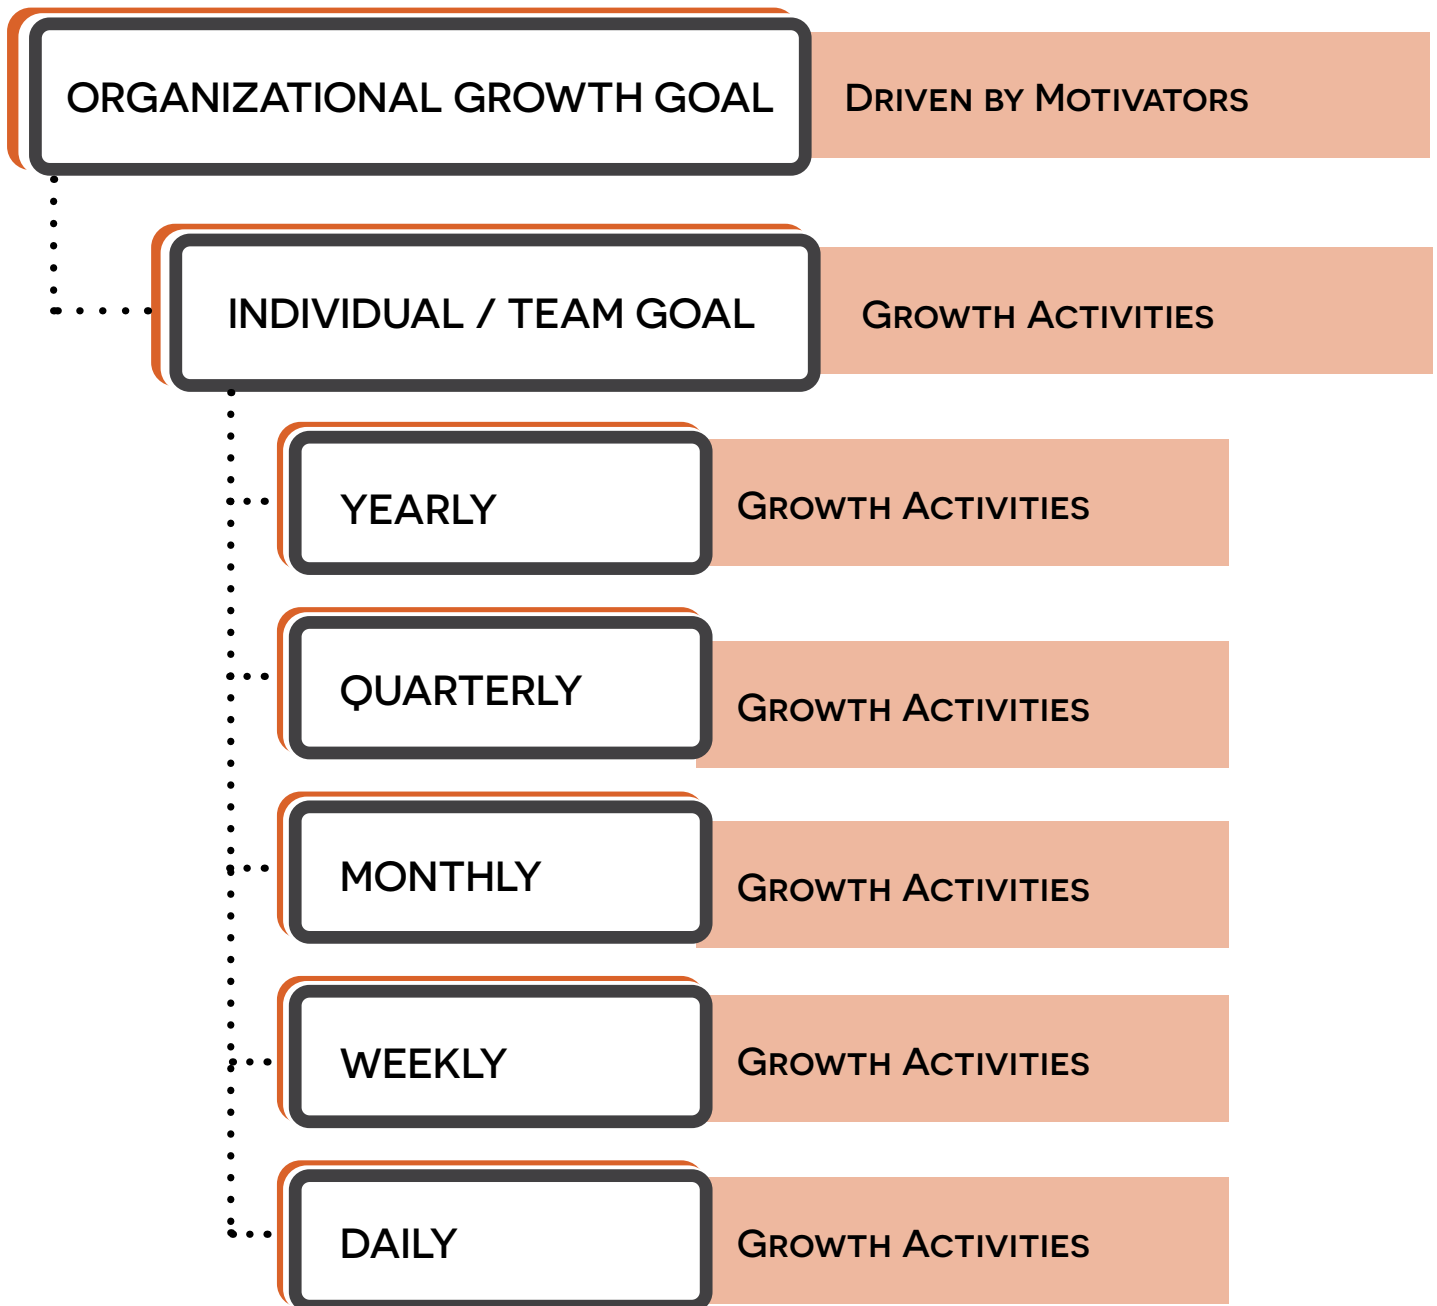 ORGANIZATIONAL GROWTH GOAL
Driven by Motivators
INDIVIDUAL / TEAM GOAL
Growth Activities
YEARLY
Growth Activities
QUARTERLY
Growth Activities
MONTHLY
Growth Activities
WEEKLY
Growth Activities
DAILY
Growth Activities